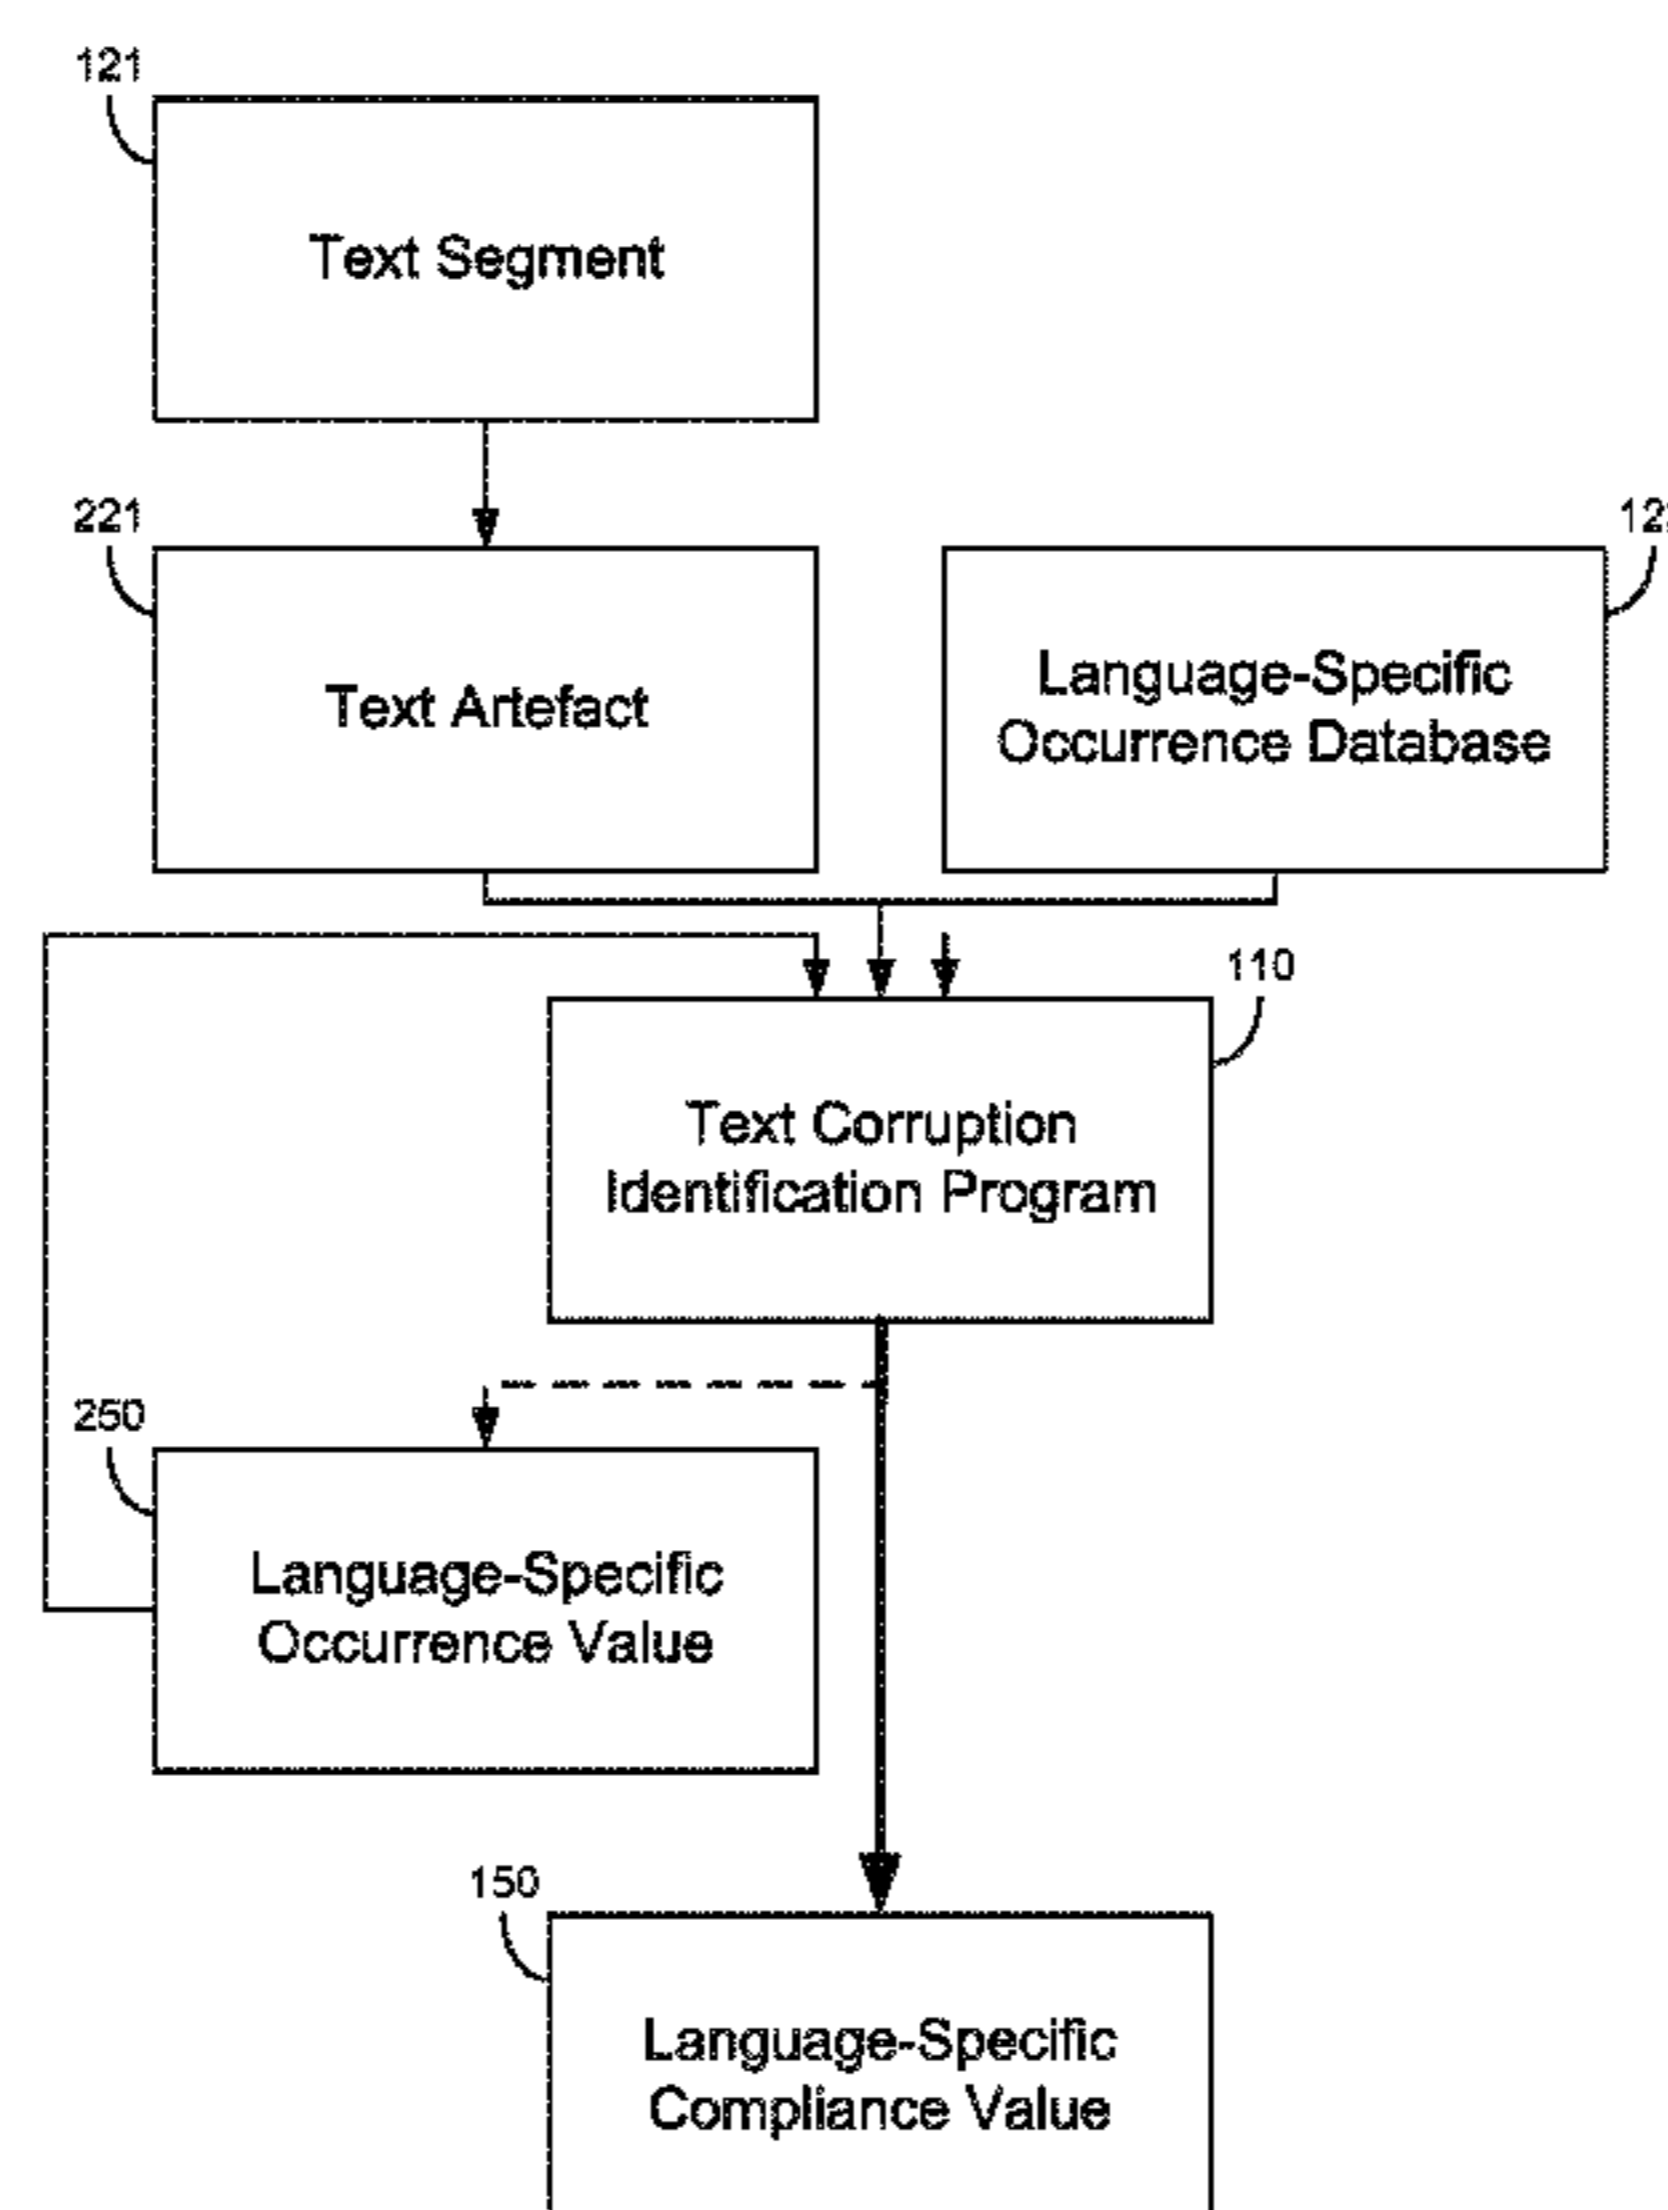 121
Text Segment
221
Text Artefact
Language-Specific
Occurrence Database
110
Text Corruption
Identification Program
250
Language-Specific
Occurrence Value
150
Language-Specific
Compliance Value